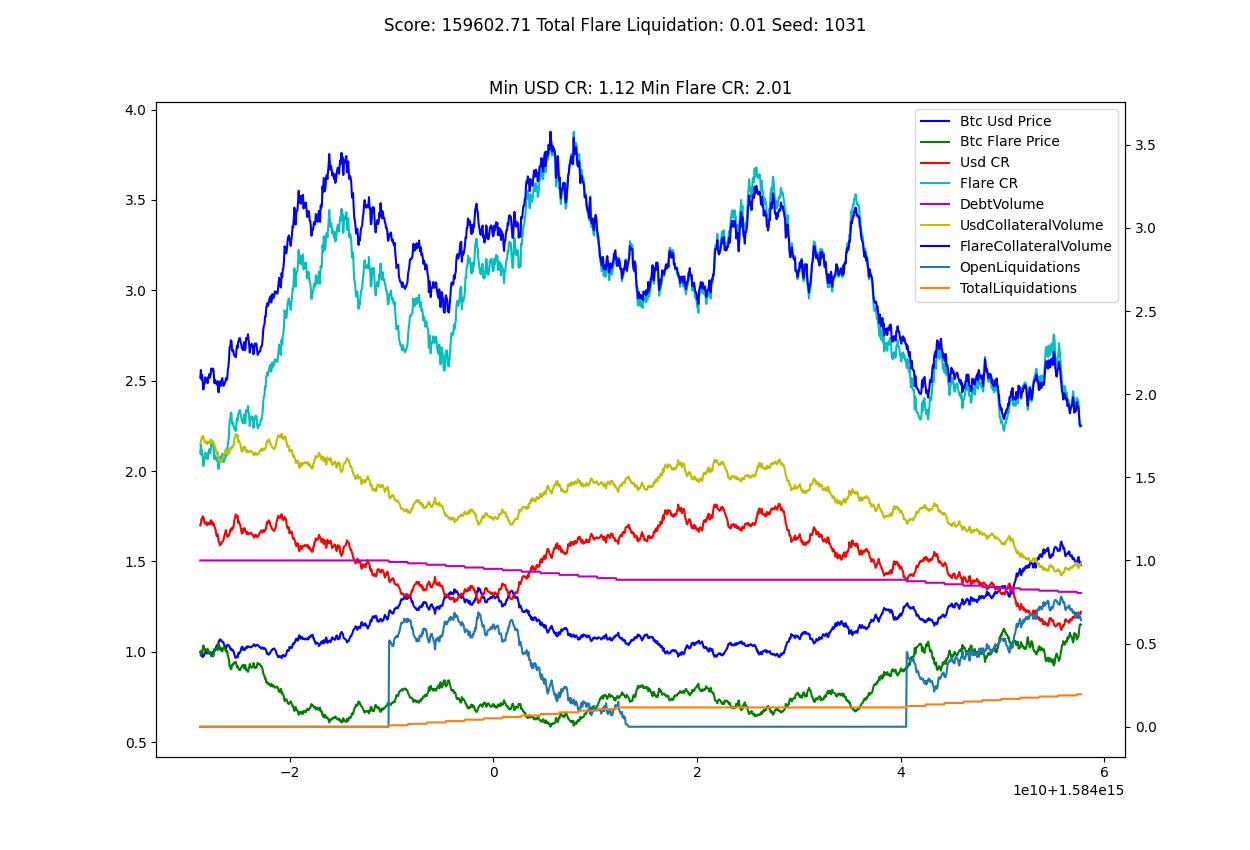 Score: 159602.71 Total Flare Liquidation: 0.01 Seed: 1031
Min USD CR: 1.12 Min Flare CR: 2.01
4.0
3.5
3.0
2.5
2.0
1.5
1.0
0.5
Btc Usd Price
Btc Flare Price
Usd CR
Flare CR
DebtVolume
UsdCollateralVolume
FlareCollateralVolume
OpenLiquidations
TotalLiquidations
3.5
3.0
2.5
2.0
1.5
1.0
0.5
0.0
−2 0 2 4 6
1e10+1.584e15